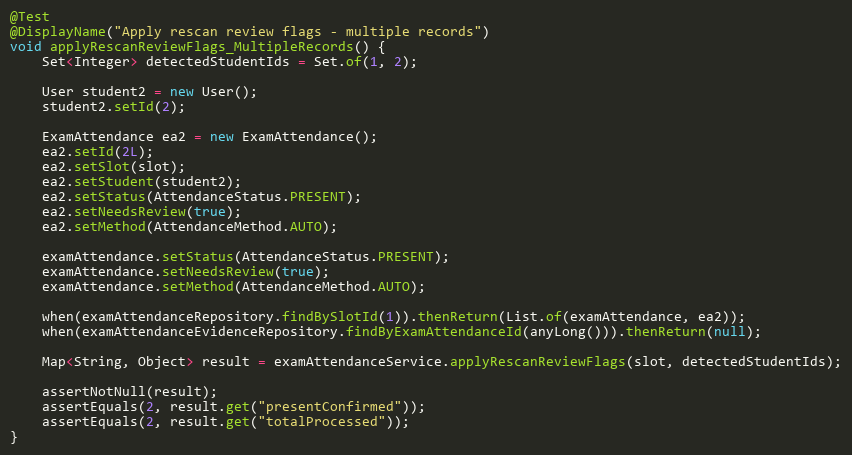 @Test
@DisplayName("Apply rescan review flags - multiple records")
void applyRescanReviewFlags_MultipleRecords() {
    Set<Integer> detectedStudentIds = Set.of(1, 2);

    User student2 = new User();
    student2.setId(2);

    ExamAttendance ea2 = new ExamAttendance();
    ea2.setId(2L);
    ea2.setSlot(slot);
    ea2.setStudent(student2);
    ea2.setStatus(AttendanceStatus.PRESENT);
    ea2.setNeedsReview(true);
    ea2.setMethod(AttendanceMethod.AUTO);

    examAttendance.setStatus(AttendanceStatus.PRESENT);
    examAttendance.setNeedsReview(true);
    examAttendance.setMethod(AttendanceMethod.AUTO);

    when(examAttendanceRepository.findBySlotId(1)).thenReturn(List.of(examAttendance, ea2));
    when(examAttendanceEvidenceRepository.findByExamAttendanceId(anyLong())).thenReturn(null);

    Map<String, Object> result = examAttendanceService.applyRescanReviewFlags(slot, detectedStudentIds);

    assertNotNull(result);
    assertEquals(2, result.get("presentConfirmed"));
    assertEquals(2, result.get("totalProcessed"));
}